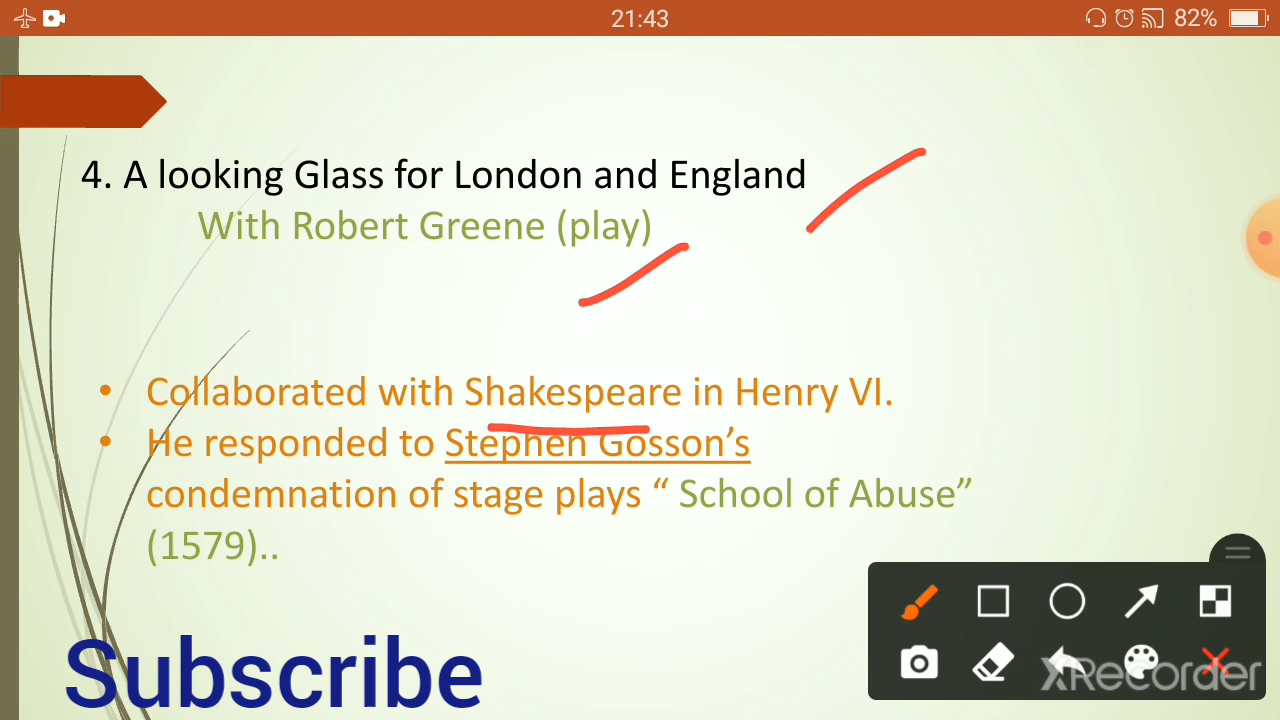 21:43
82%
4. A looking Glass for London and England
With Robert Greene (play)
• Collaborated with Shakespeare in Henry VI.
• He responded to Stephen Gosson’s
condemnation of stage plays “ School of Abuse”
(1579)..
Subscribe
XRecorder